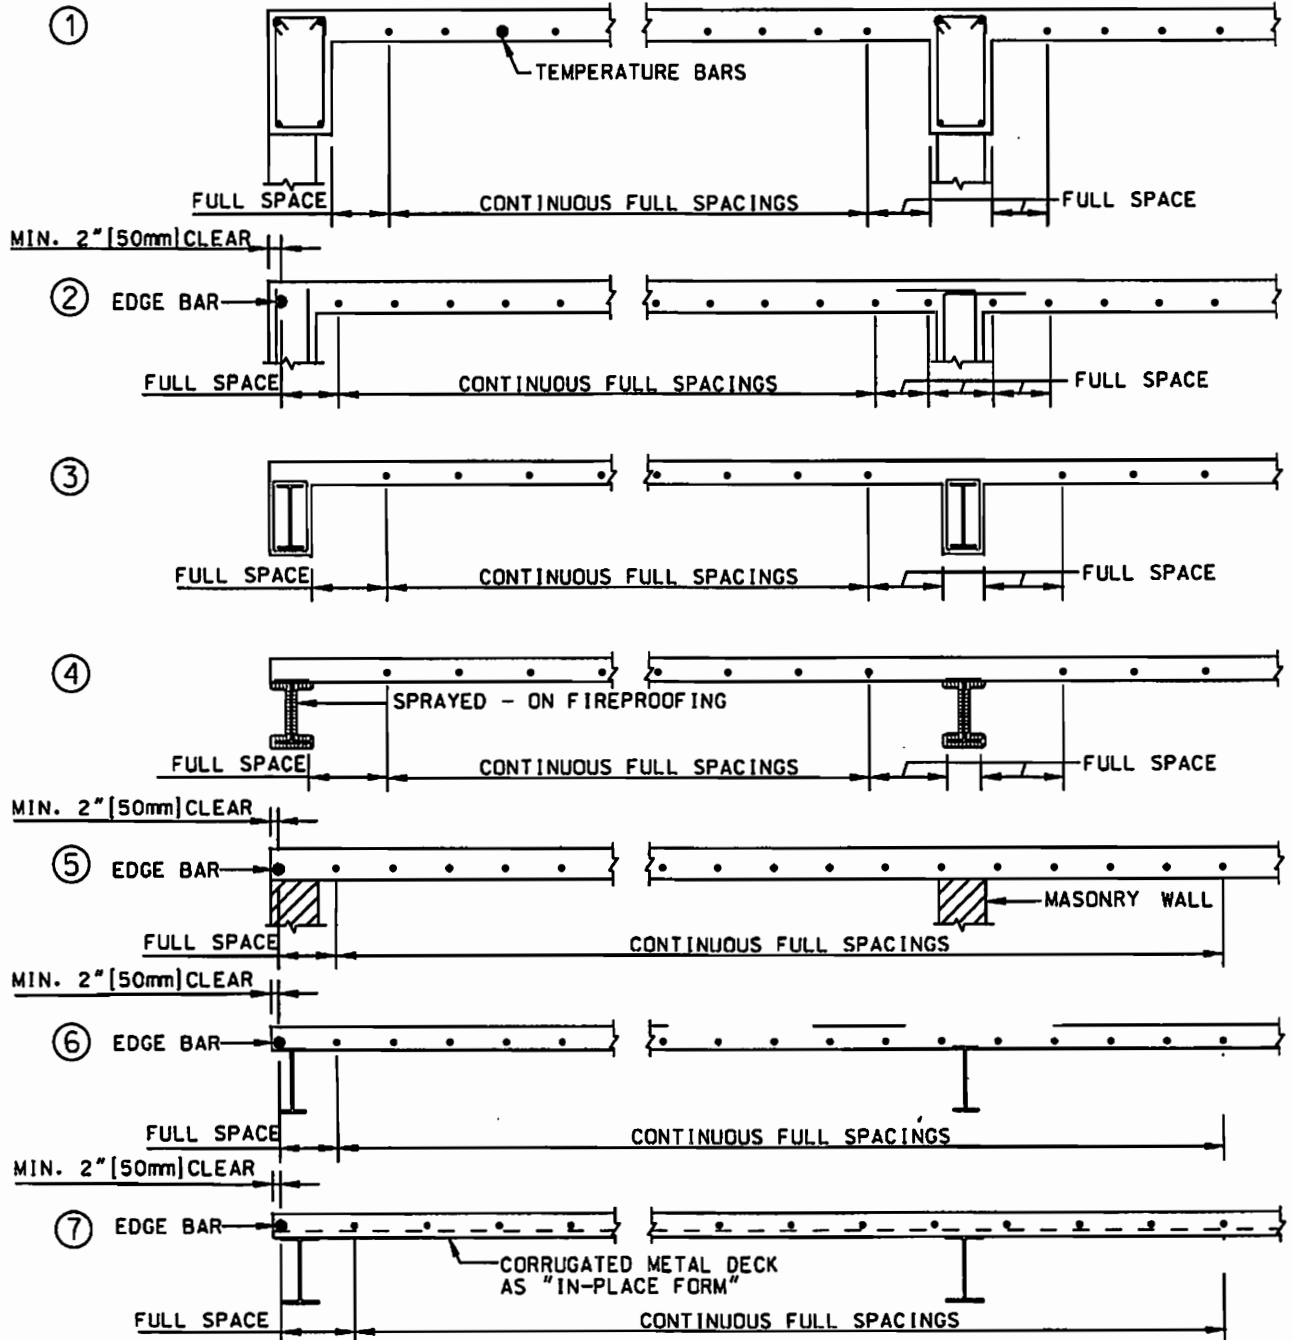 1
TEMPERATURE BARS
FULL SPACE
CONTINUOUS FULL SPACINGS
FULL SPACE
MIN. 2"[50mm]CLEAR
2 EDGE BAR
FULL SPACE
CONTINUOUS FULL SPACINGS
FULL SPACE
3
FULL SPACE
CONTINUOUS FULL SPACINGS
FULL SPACE
4
SPRAYED - ON FIREPROOFING
FULL SPACE
CONTINUOUS FULL SPACINGS
FULL SPACE
MIN. 2"[50mm]CLEAR
5 EDGE BAR
MASONRY WALL
FULL SPACE
CONTINUOUS FULL SPACINGS
MIN. 2"[50mm]CLEAR
6 EDGE BAR
FULL SPACE
CONTINUOUS FULL SPACINGS
MIN. 2"[50mm]CLEAR
7 EDGE BAR
CORRUGATED METAL DECK
AS "IN-PLACE FORM"
FULL SPACE
CONTINUOUS FULL SPACINGS